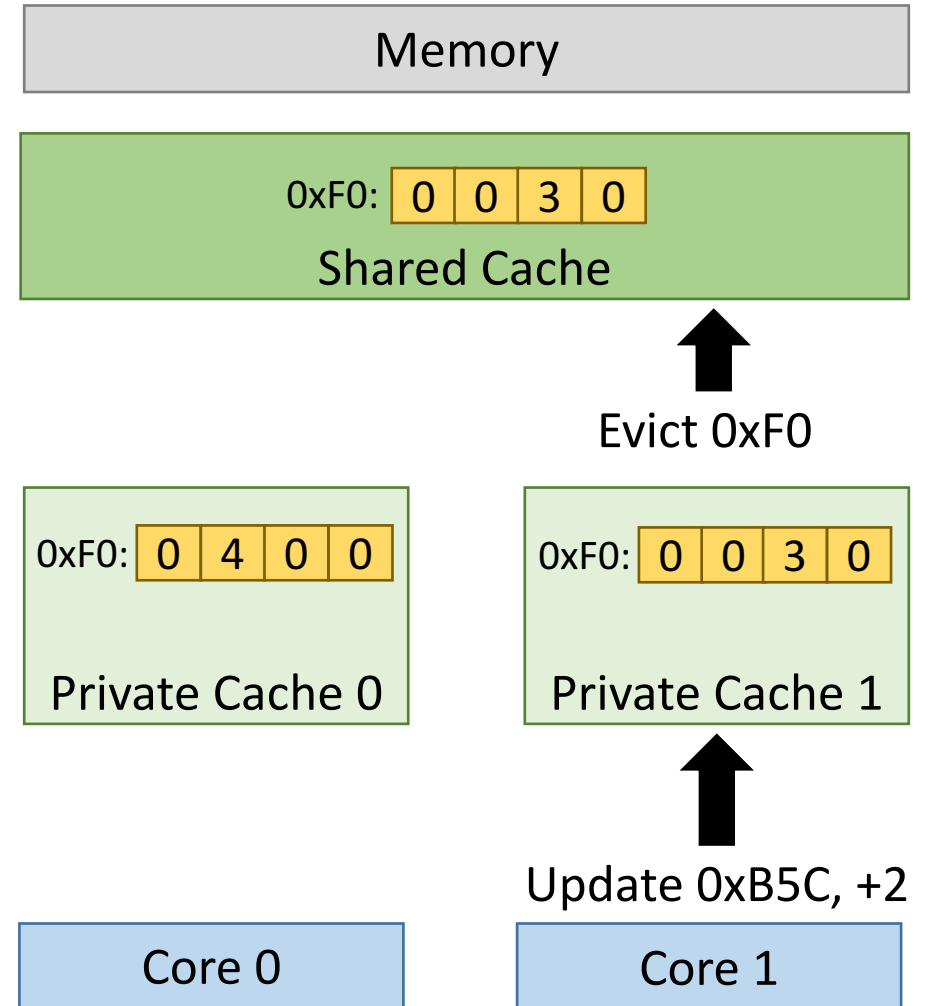 Memory
0xF0: 0 0 3 0
Shared Cache
Evict 0xF0
0xF0: 0 4 0 0
Private Cache 0
0xF0: 0 0 3 0
Private Cache 1
Update 0xB5C, +2
Core 0
Core 1